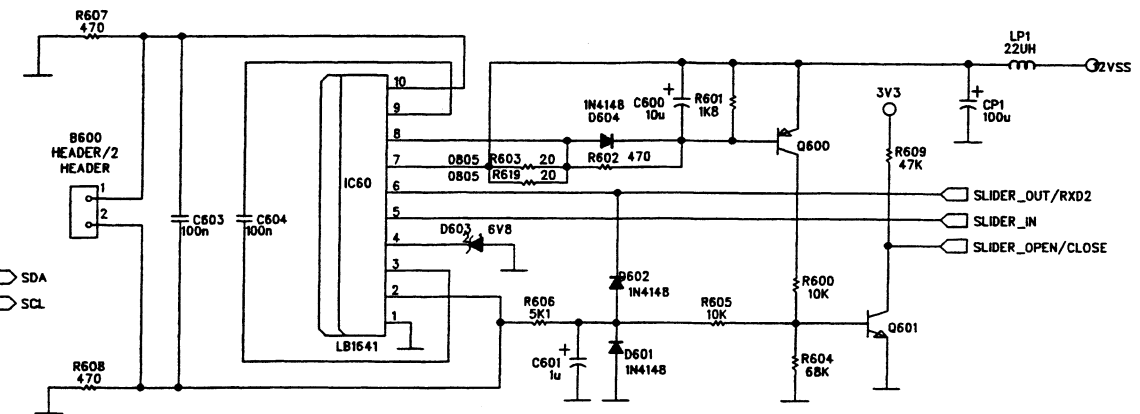 R607
470
LP1
22UH
12VSS
10
9
8
7
6
5
4
3
2
1
IC60
LB1641
B600
HEADER/2
HEADER
1
2
C603
100n
C604
100n
1N4148
D604
C600
10u
R601
1K8
+
3V3
+
CP1
100u
Q600
R609
47K
0805
R603
20
R602
470
0805
R619
20
SLIDER_OUT/RXD2
SLIDER_IN
SLIDER_OPEN/CLOSE
D603
6V8
SDA
SCL
D602
1N4148
R600
10K
R606
5K1
R605
10K
Q601
+
C601
1u
D601
1N4148
R604
68K
R608
470